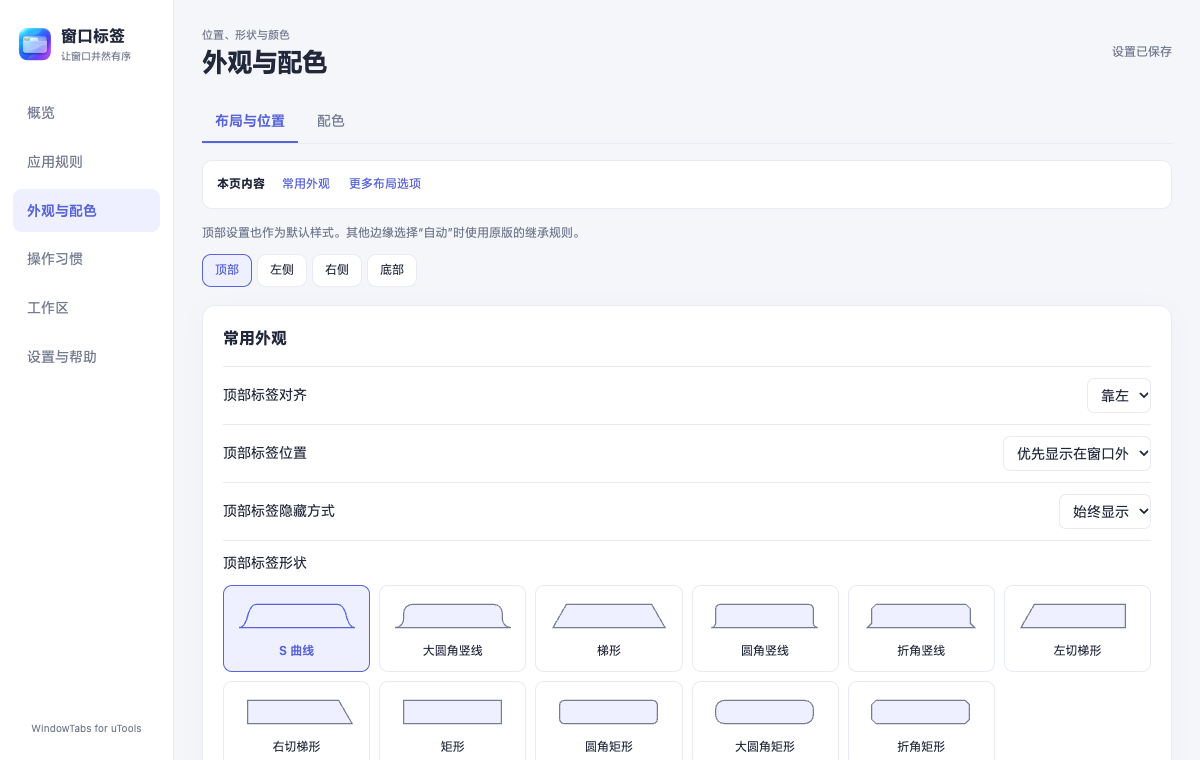 窗口标签
让窗口井然有序
概览
应用规则
外观与配色
操作习惯
工作区
设置与帮助
WindowTabs for uTools
位置、形状与颜色
外观与配色
设置已保存
布局与位置
配色
本页内容
常用外观
更多布局选项
顶部设置也作为默认样式。其他边缘选择“自动”时使用原版的继承规则。
顶部
左侧
右侧
底部
常用外观
顶部标签对齐
靠左
顶部标签位置
优先显示在窗口外
顶部标签隐藏方式
始终显示
顶部标签形状
S 曲线
大圆角竖线
梯形
圆角竖线
折角竖线
左切梯形
右切梯形
矩形
圆角矩形
大圆角矩形
折角矩形